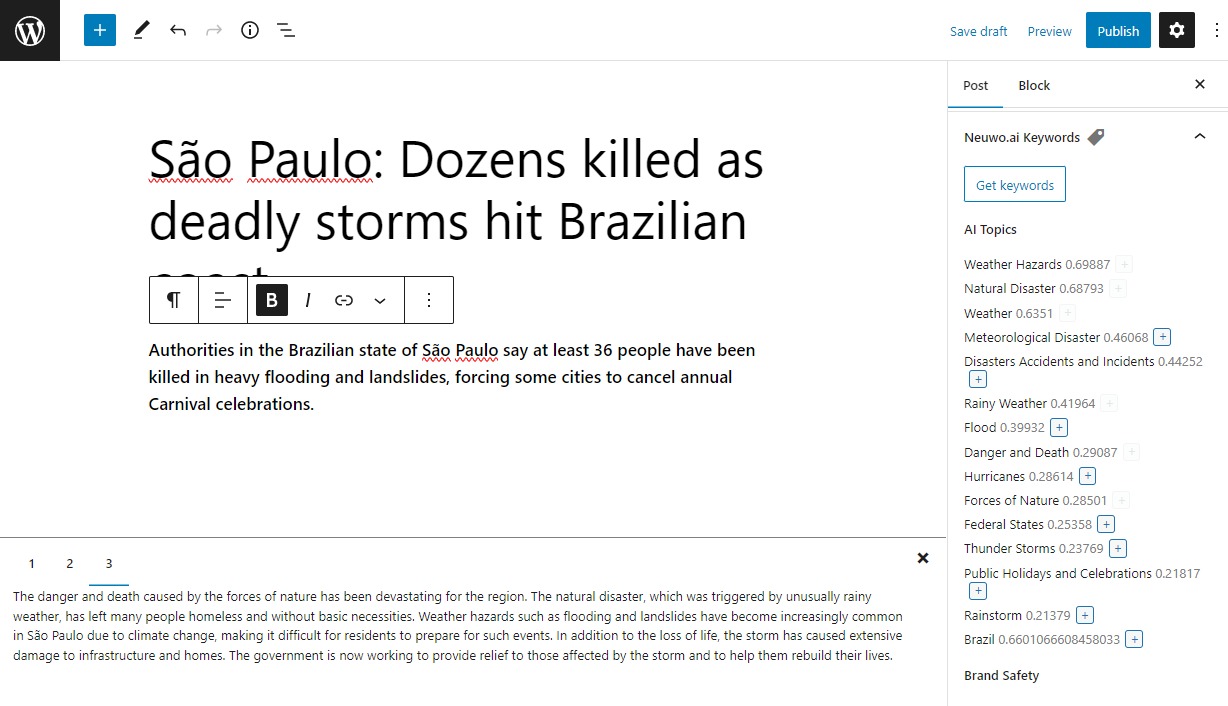 Save draft Preview Publish
Post Block
São Paulo: Dozens killed as
deadly storms hit Brazilian
B I
Authorities in the Brazilian state of São Paulo say at least 36 people have been
killed in heavy flooding and landslides, forcing some cities to cancel annual
Carnival celebrations.
1 2 3
The danger and death caused by the forces of nature has been devastating for the region. The natural disaster, which was triggered by unusually rainy
weather, has left many people homeless and without basic necessities. Weather hazards such as flooding and landslides have become increasingly common
in São Paulo due to climate change, making it difficult for residents to prepare for such events. In addition to the loss of life, the storm has caused extensive
damage to infrastructure and homes. The government is now working to provide relief to those affected by the storm and to help them rebuild their lives.
Neuwo.ai Keywords
Get keywords
AI Topics
Weather Hazards 0.69887 +
Natural Disaster 0.68793 +
Weather 0.6351 +
Meteorological Disaster 0.46068 +
Disasters Accidents and Incidents 0.44252
+
Rainy Weather 0.41964 +
Flood 0.39932 +
Danger and Death 0.29087 +
Hurricanes 0.28614 +
Forces of Nature 0.28501 +
Federal States 0.25358 +
Thunder Storms 0.23769 +
Public Holidays and Celebrations 0.21817
+
Rainstorm 0.21379 +
Brazil 0.6601066608458033 +
Brand Safety